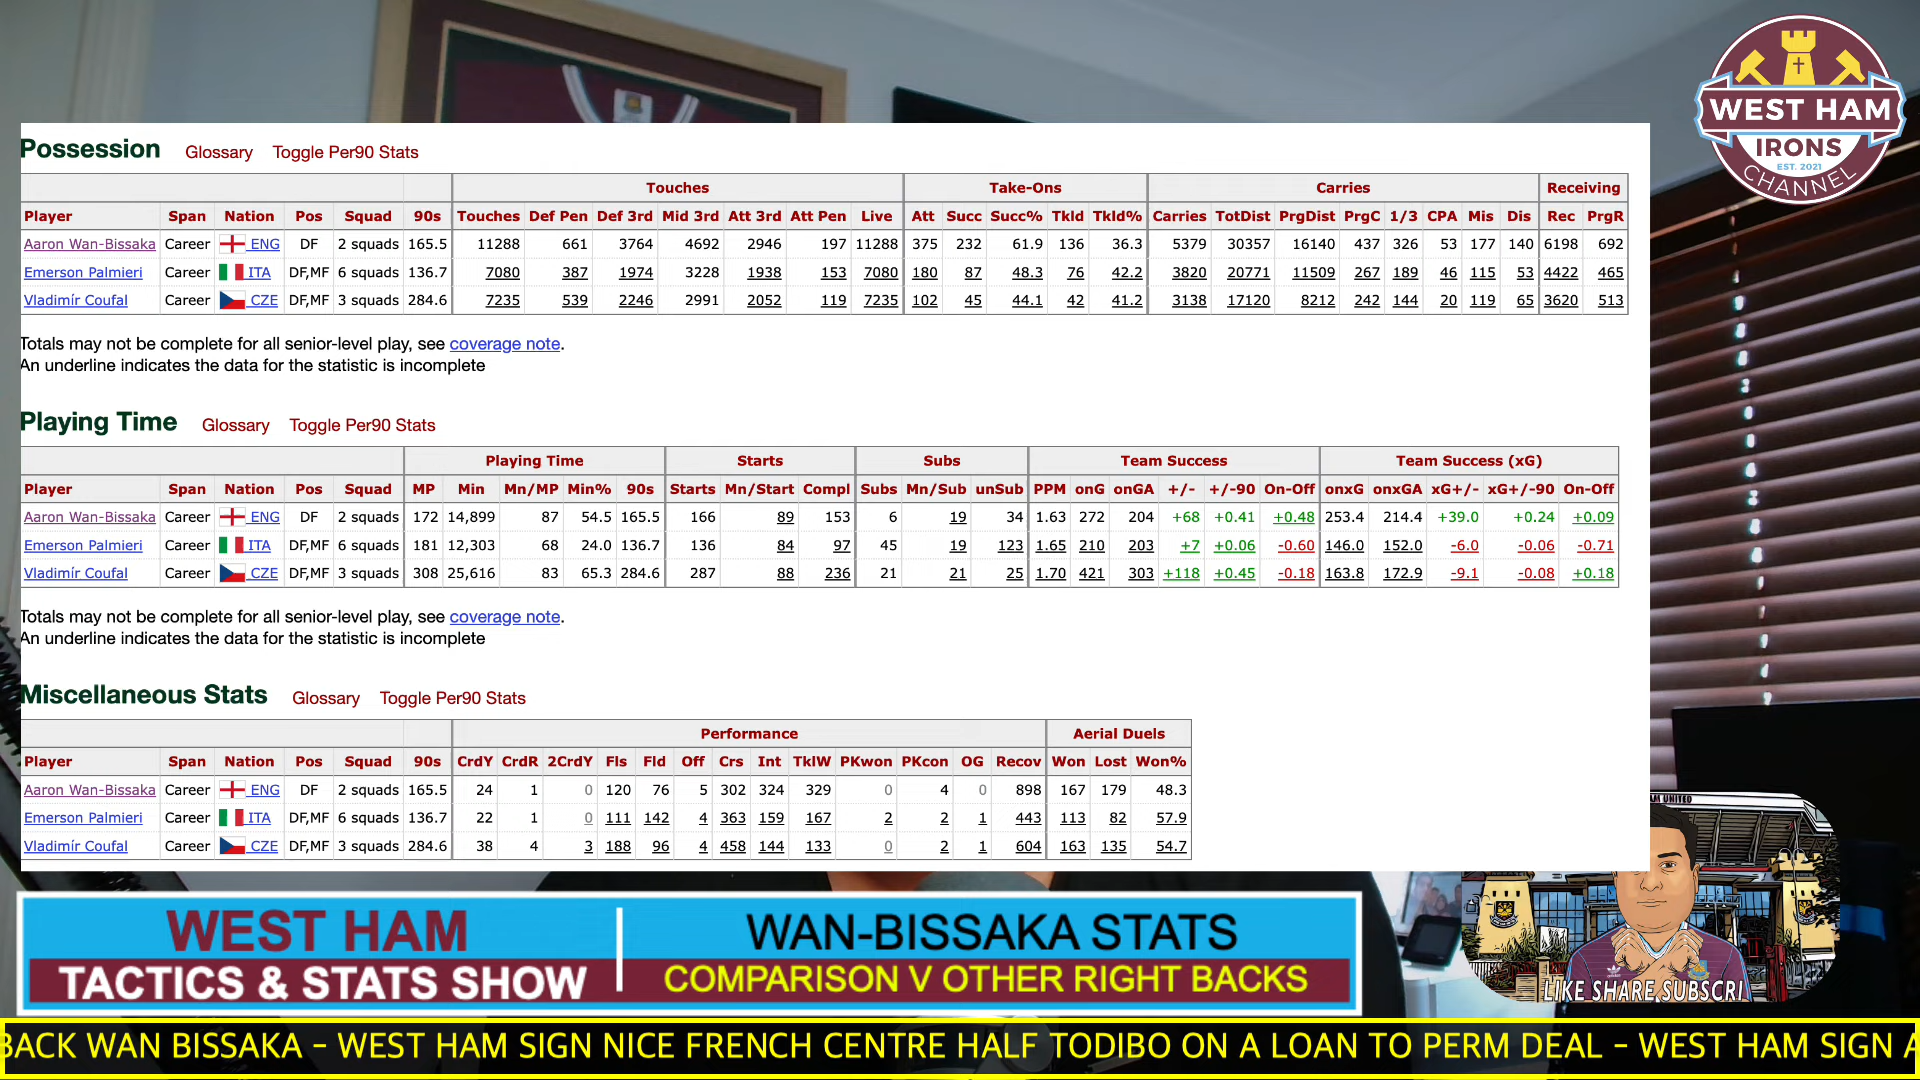 WEST HAM
IRONS
EST. 2021
CHANNEL
Possession Glossary Toggle Per90 Stats
Touches Take-Ons Carries Receiving
Player Span Nation Pos Squad 90s Touches Def Pen Def 3rd Mid 3rd Att 3rd Att Pen Live Att Succ Succ% Tkld Tkld% Carries TotDist PrgDist PrgC 1/3 CPA Mis Dis Rec PrgR
Aaron Wan-Bissaka Career ENG DF 2 squads 165.5 11288 661 3764 4692 2946 197 11288 375 232 61.9 136 36.3 5379 30357 16140 437 326 53 177 140 6198 692
Emerson Palmieri Career ITA DF,MF 6 squads 136.7 7080 387 1974 3228 1938 153 7080 180 87 48.3 76 42.2 3820 20771 11509 267 189 46 115 53 4422 465
Vladimír Coufal Career CZE DF,MF 3 squads 284.6 7235 539 2246 2991 2052 119 7235 102 45 44.1 42 41.2 3138 17120 8212 242 144 20 119 65 3620 513
Totals may not be complete for all senior-level play, see coverage note.
An underline indicates the data for the statistic is incomplete
Playing Time Glossary Toggle Per90 Stats
Playing Time Starts Subs Team Success Team Success (xG)
Player Span Nation Pos Squad MP Min Mn/MP Min% 90s Starts Mn/Start Compl Subs Mn/Sub unSub PPM onG onGA +/- +/-90 On-Off onxG onxGA xG+/- xG+/-90 On-Off
Aaron Wan-Bissaka Career ENG DF 2 squads 172 14,899 87 54.5 165.5 166 89 153 6 19 34 1.63 272 204 +68 +0.41 +0.48 253.4 214.4 +39.0 +0.24 +0.09
Emerson Palmieri Career ITA DF,MF 6 squads 181 12,303 68 24.0 136.7 136 84 97 45 19 123 1.65 210 203 +7 +0.06 -0.60 146.0 152.0 -6.0 -0.06 -0.71
Vladimír Coufal Career CZE DF,MF 3 squads 308 25,616 83 65.3 284.6 287 88 236 21 21 25 1.70 421 303 +118 +0.45 -0.18 163.8 172.9 -9.1 -0.08 +0.18
Totals may not be complete for all senior-level play, see coverage note.
An underline indicates the data for the statistic is incomplete
Miscellaneous Stats Glossary Toggle Per90 Stats
Performance Aerial Duels
Player Span Nation Pos Squad 90s CrdY CrdR 2CrdY Fls Fld Off Crs Int TklW PKwon PKcon OG Recov Won Lost Won%
Aaron Wan-Bissaka Career ENG DF 2 squads 165.5 24 1 0 120 76 5 302 324 329 0 4 0 898 167 179 48.3
Emerson Palmieri Career ITA DF,MF 6 squads 136.7 22 1 0 111 142 4 363 159 167 2 2 1 443 113 82 57.9
Vladimír Coufal Career CZE DF,MF 3 squads 284.6 38 4 3 188 96 4 458 144 133 0 2 1 604 163 135 54.7
AM UNITED
LIKE SHARE SUBSCRI
WEST HAM
TACTICS & STATS SHOW
WAN-BISSAKA STATS
COMPARISON V OTHER RIGHT BACKS
BACK WAN BISSAKA - WEST HAM SIGN NICE FRENCH CENTRE HALF TODIBO ON A LOAN TO PERM DEAL - WEST HAM SIGN A